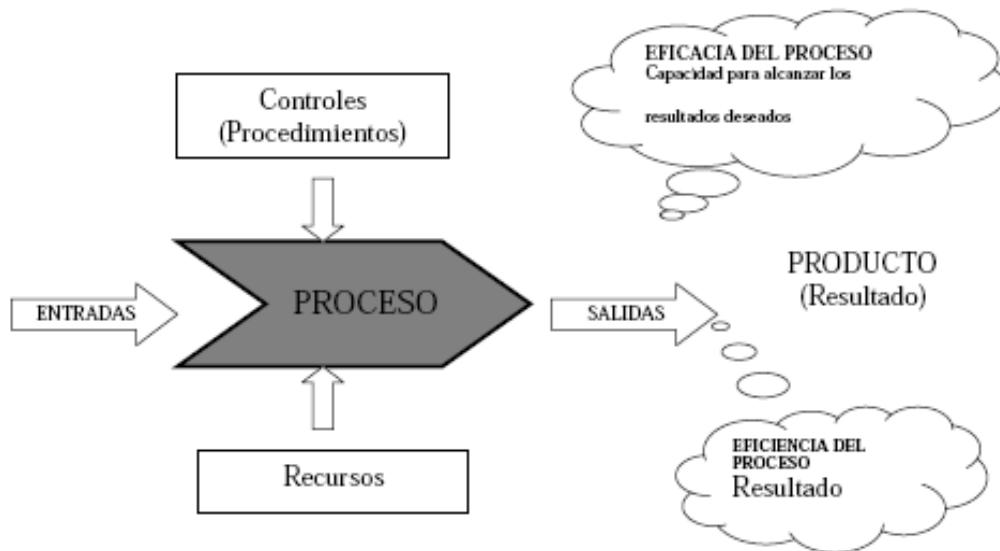 EFICACIA DEL PROCESO
Capacidad para alcanzar los
resultados deseados
Controles
(Procedimientos)
ENTRADAS
PROCESO
SALIDAS
PRODUCTO
(Resultado)
Recursos
EFICIENCIA DEL
PROCESO
Resultado